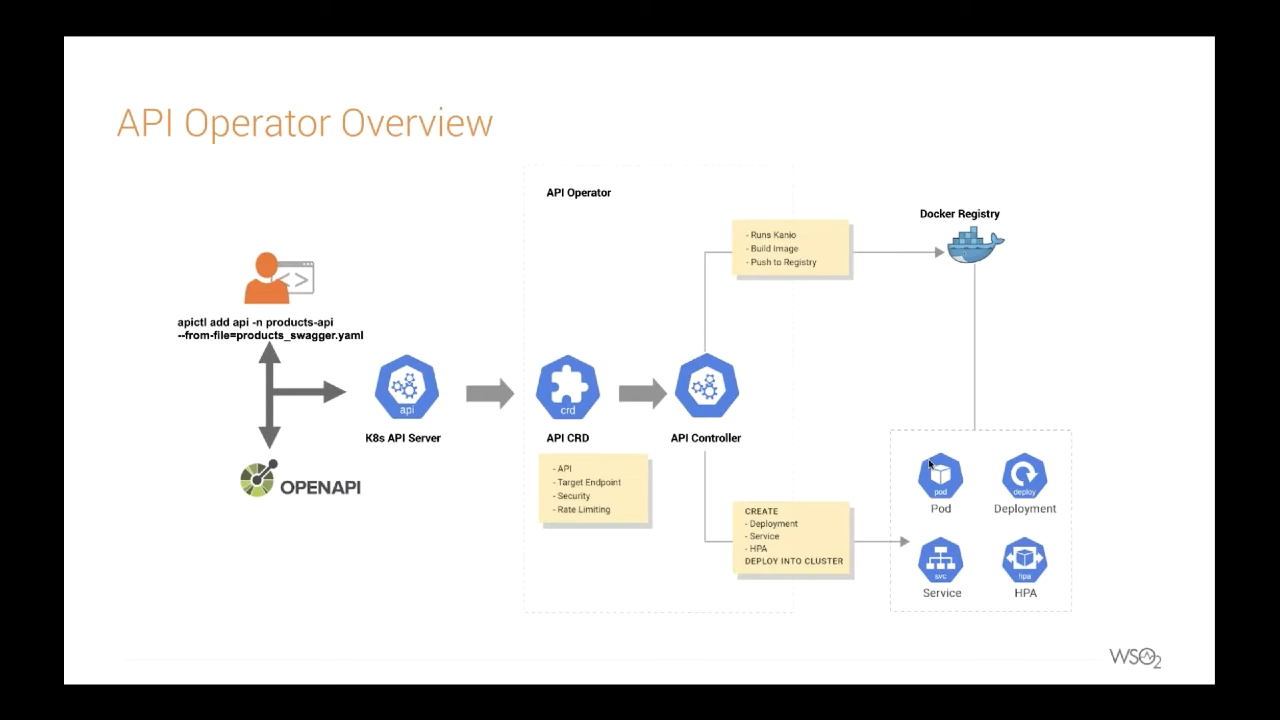 API Operator Overview
API Operator
Docker Registry
- Runs Kanio
- Build Image
- Push to Registry
apictl add api -n products-api
--from-file=products_swagger.yaml
api
K8s API Server
crd
API CRD
API Controller
OPENAPI
- API
- Target Endpoint
- Security
- Rate Limiting
CREATE
- Deployment
- Service
- HPA
DEPLOY INTO CLUSTER
pod
Pod
deploy
Deployment
svc
Service
hpa
HPA
WSO2